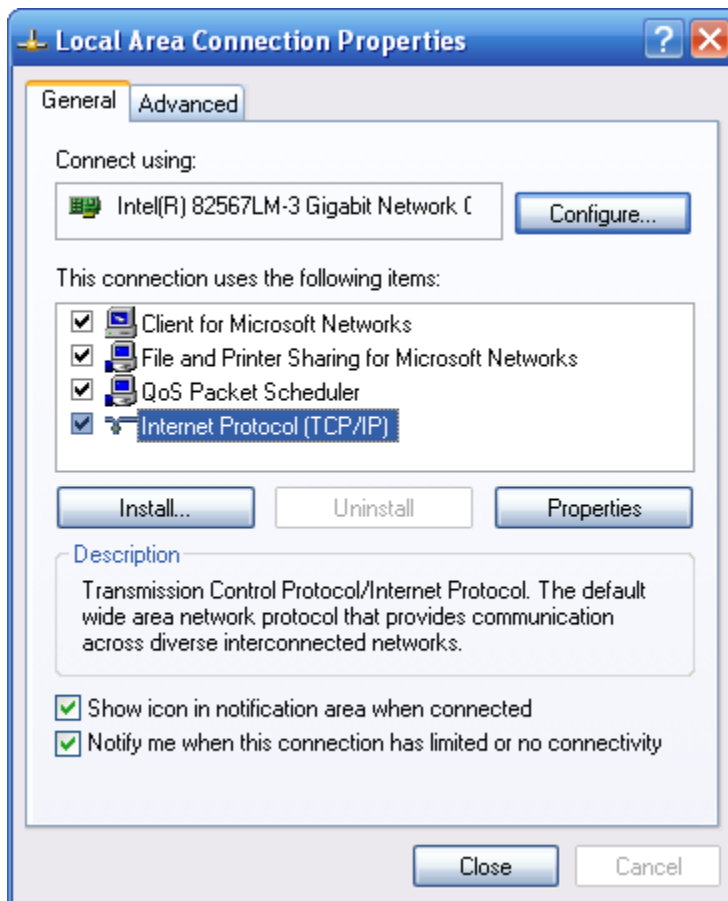 Local Area Connection Properties
General
Advanced
Connect using:
Intel(R) 82567LM-3 Gigabit Network C
Configure...
This connection uses the following items:
Client for Microsoft Networks
File and Printer Sharing for Microsoft Networks
QoS Packet Scheduler
Internet Protocol (TCP/IP)
Install...
Uninstall
Properties
Description
Transmission Control Protocol/Internet Protocol. The default
wide area network protocol that provides communication
across diverse interconnected networks.
Show icon in notification area when connected
Notify me when this connection has limited or no connectivity
Close
Cancel